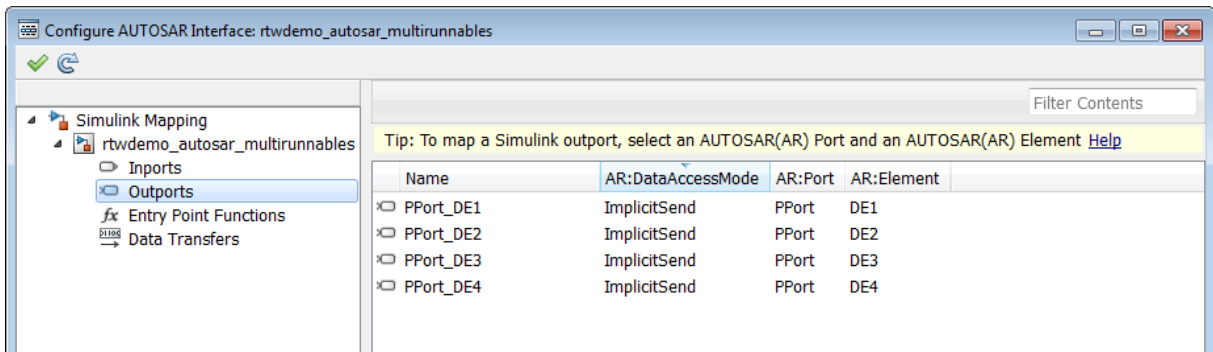 Configure AUTOSAR Interface: rtwdemo_autosar_multirunnables
Filter Contents
Simulink Mapping
rtwdemo_autosar_multirunnables
Inports
Outports
fx Entry Point Functions
Data Transfers
Tip: To map a Simulink outport, select an AUTOSAR(AR) Port and an AUTOSAR(AR) Element Help
Name AR:DataAccessMode AR:Port AR:Element
PPort_DE1 ImplicitSend PPort DE1
PPort_DE2 ImplicitSend PPort DE2
PPort_DE3 ImplicitSend PPort DE3
PPort_DE4 ImplicitSend PPort DE4